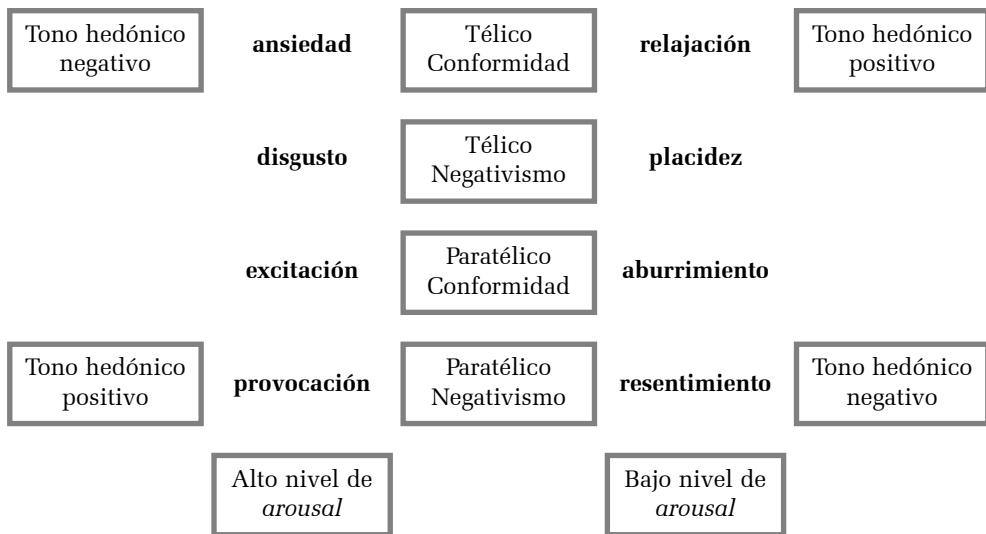 Tono hedónico
negativo
ansiedad
Télico
Conformidad
relajación
Tono hedónico
positivo
disgusto
Télico
Negativismo
placidez
excitación
Paratélico
Conformidad
aburrimiento
Tono hedónico
positivo
provocación
Paratélico
Negativismo
resentimiento
Tono hedónico
negativo
Alto nivel de
arousal
Bajo nivel de
arousal